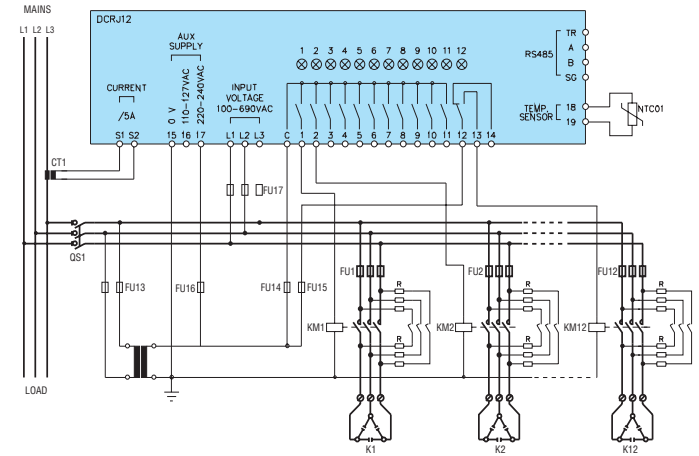 MAINS
L1 L2 L3
DCRJ12
AUX
SUPPLY
1 2 3 4 5 6 7 8 9 10 11 12
TR
A
RS485
B
SG
CURRENT
/5A
0 V
110-127VAC
220-240VAC
INPUT
VOLTAGE
100-690VAC
TEMP.
SENSOR
18
19
NTC01
S1 S2 15 16 17 L1 L2 L3 C 1 2 3 4 5 6 7 8 9 10 11 12 13 14
CT1
FU17
QS1
FU1
FU2
FU12
FU13
FU16
FU14
FU15
R
R
R
KM1
KM2
KM12
R
R
R
LOAD
K1
K2
K12